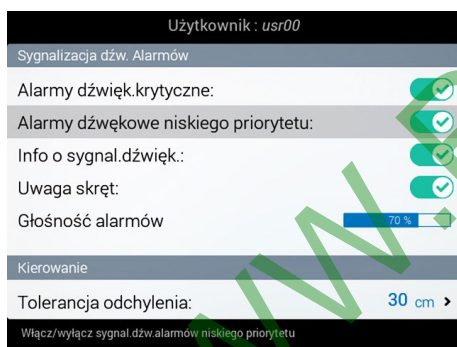 Użytkownik : usr00
Sygnalizacja dźw. Alarmów
Alarmy dźwięk.krytyczne:
Alarmy dźwękowe niskiego priorytetu:
Info o sygnal.dźwięk.:
Uwaga skręt:
Głośność alarmów 70 %
Kierowanie
Tolerancja odchylenia: 30 cm >
Włącz/wyłącz sygnal.dźw.alarmów niskiego priorytetu